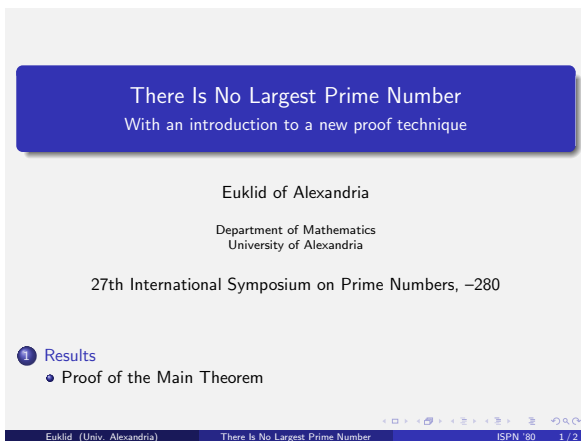 There Is No Largest Prime Number
With an introduction to a new proof technique
Euklid of Alexandria
Department of Mathematics
University of Alexandria
27th International Symposium on Prime Numbers, –280
1 Results
Proof of the Main Theorem
Euklid (Univ. Alexandria) There Is No Largest Prime Number ISPN '80 1 / 2